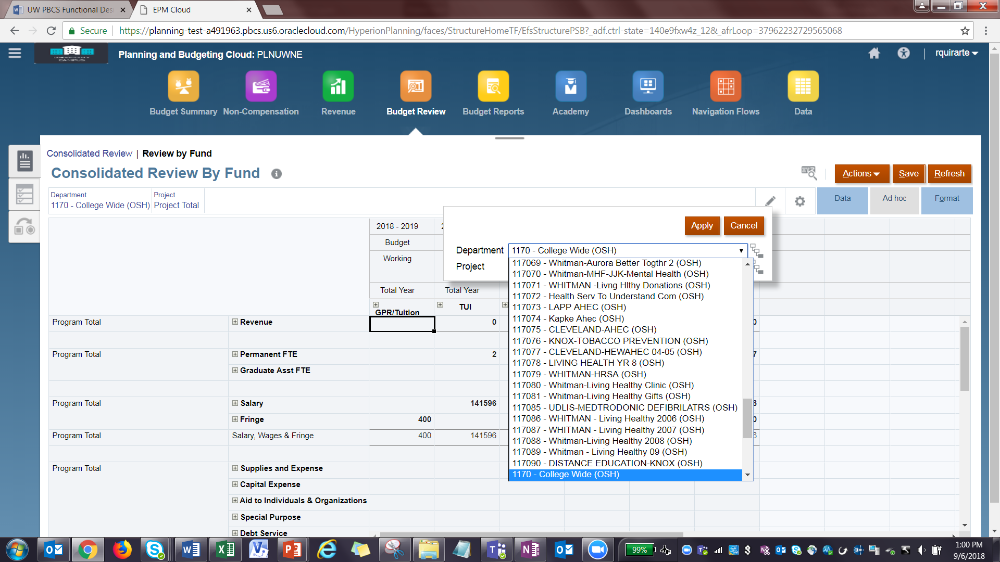 UW PBCS Functional Des
EPM Cloud
Secure
https://planning-test-a491963.pbcs.us6.oraclecloud.com/HyperionPlanning/faces/StructureHomeTF/EfsStructurePSB?_adf.ctrl-state=140e9fxw4z_12&_afrLoop=37962232729565068
UNIVERSITY
CAMPUS
Planning and Budgeting Cloud: PLNUWNE
rquirarte
Budget Summary
Non-Compensation
Revenue
Budget Review
Budget Reports
Academy
Dashboards
Navigation Flows
Data
Consolidated Review | Review by Fund
Consolidated Review By Fund
Actions
Save
Refresh
Department
1170 - College Wide (OSH)
Project
Project Total
Data
Ad hoc
Format
2018 - 2019
Budget
Working
Total Year
Total Year
GPR/Tuition
TUI
Apply
Cancel
Department
1170 - College Wide (OSH)
Project
117069 - Whitman-Aurora Better Togthr 2 (OSH)
117070 - Whitman-MHF-JJK-Mental Health (OSH)
117071 - WHITMAN -Livng Hlthy Donations (OSH)
117072 - Health Serv To Understand Com (OSH)
117073 - LAPP AHEC (OSH)
117074 - Kapke Ahec (OSH)
117075 - CLEVELAND-AHEC (OSH)
117076 - KNOX-TOBACCO PREVENTION (OSH)
117077 - CLEVELAND-HEWAHEC 04-05 (OSH)
117078 - LIVING HEALTH YR 8 (OSH)
117079 - WHITMAN-HRSA (OSH)
117080 - Whitman-Living Healthy Clinic (OSH)
117081 - Whitman-Living Healthy Gifts (OSH)
117085 - UDLIS-MEDTRODONIC DEFIBRILATRS (OSH)
117086 - WHITMAN - Living Healthy 2006 (OSH)
117087 - WHITMAN - Living Healthy 2007 (OSH)
117088 - Whitman-Living Healthy 2008 (OSH)
117089 - Whitman - Living Healthy 09 (OSH)
117090 - DISTANCE EDUCATION-KNOX (OSH)
1170 - College Wide (OSH)
Program Total Revenue 0 0
Program Total Permanent FTE 2 7
Graduate Asst FTE
Program Total Salary 141596 6
Fringe 400 0
Program Total Salary, Wages & Fringe 400 141596 6
Program Total Supplies and Expense
Capital Expense
Aid to Individuals & Organizations
Special Purpose
Debt Service
99%
1:00 PM
9/6/2018